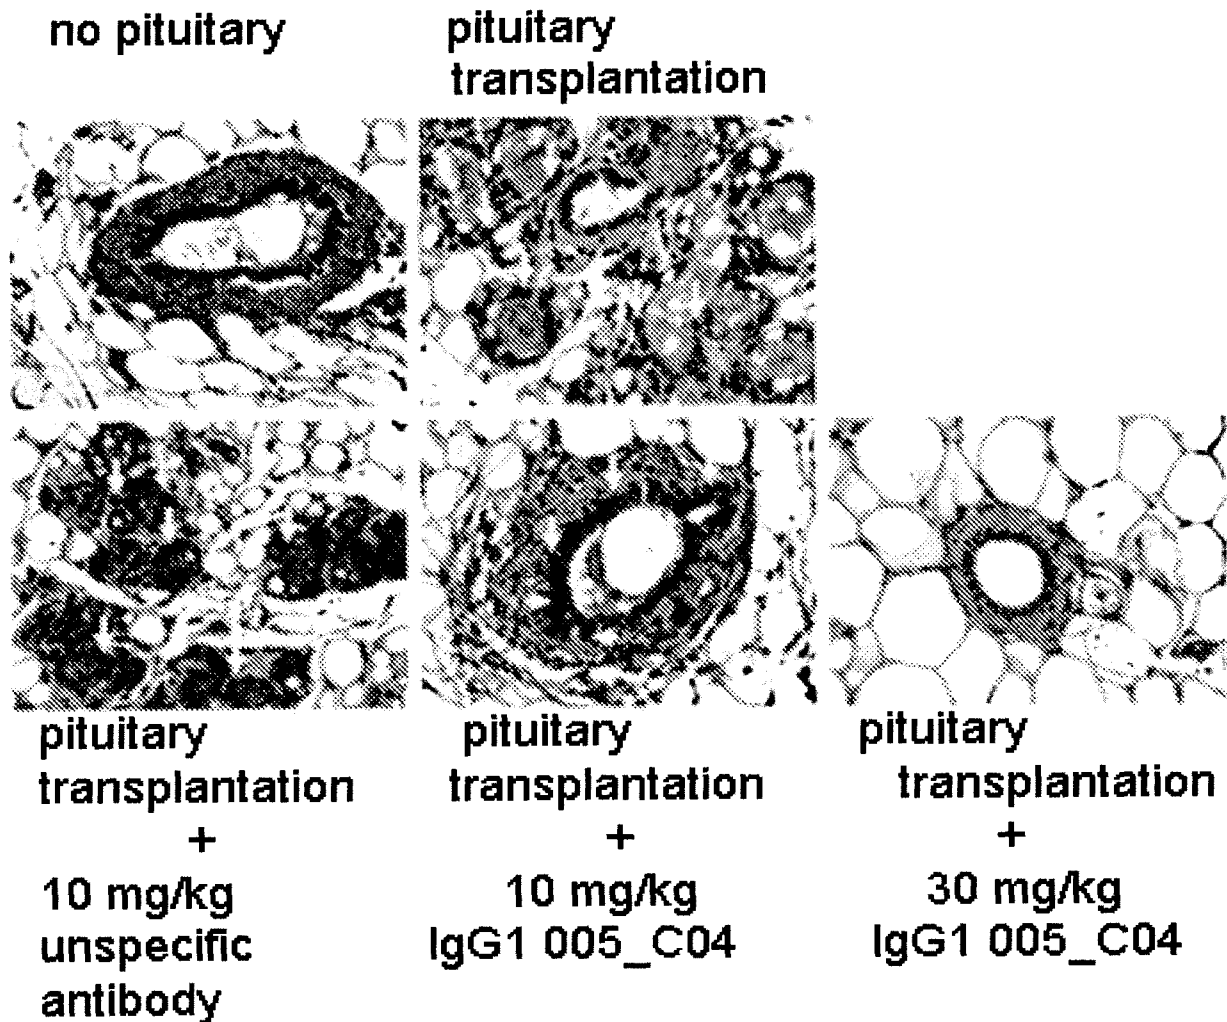 no pituitary
pituitary
transplantation
pituitary
transplantation
+
10 mg/kg
unspecific
antibody
pituitary
transplantation
+
10 mg/kg
IgG1 005_C04
pituitary
transplantation
+
30 mg/kg
IgG1 005_C04